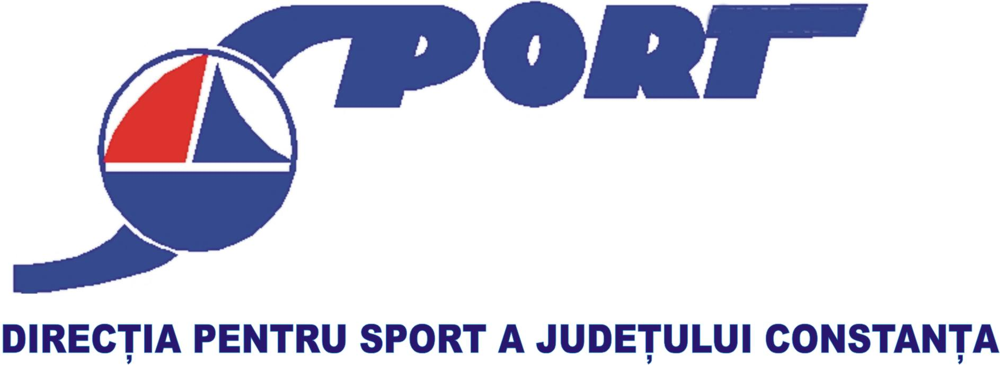 SPORT
DIRECȚIA PENTRU SPORT A JUDEȚULUI CONSTANȚA